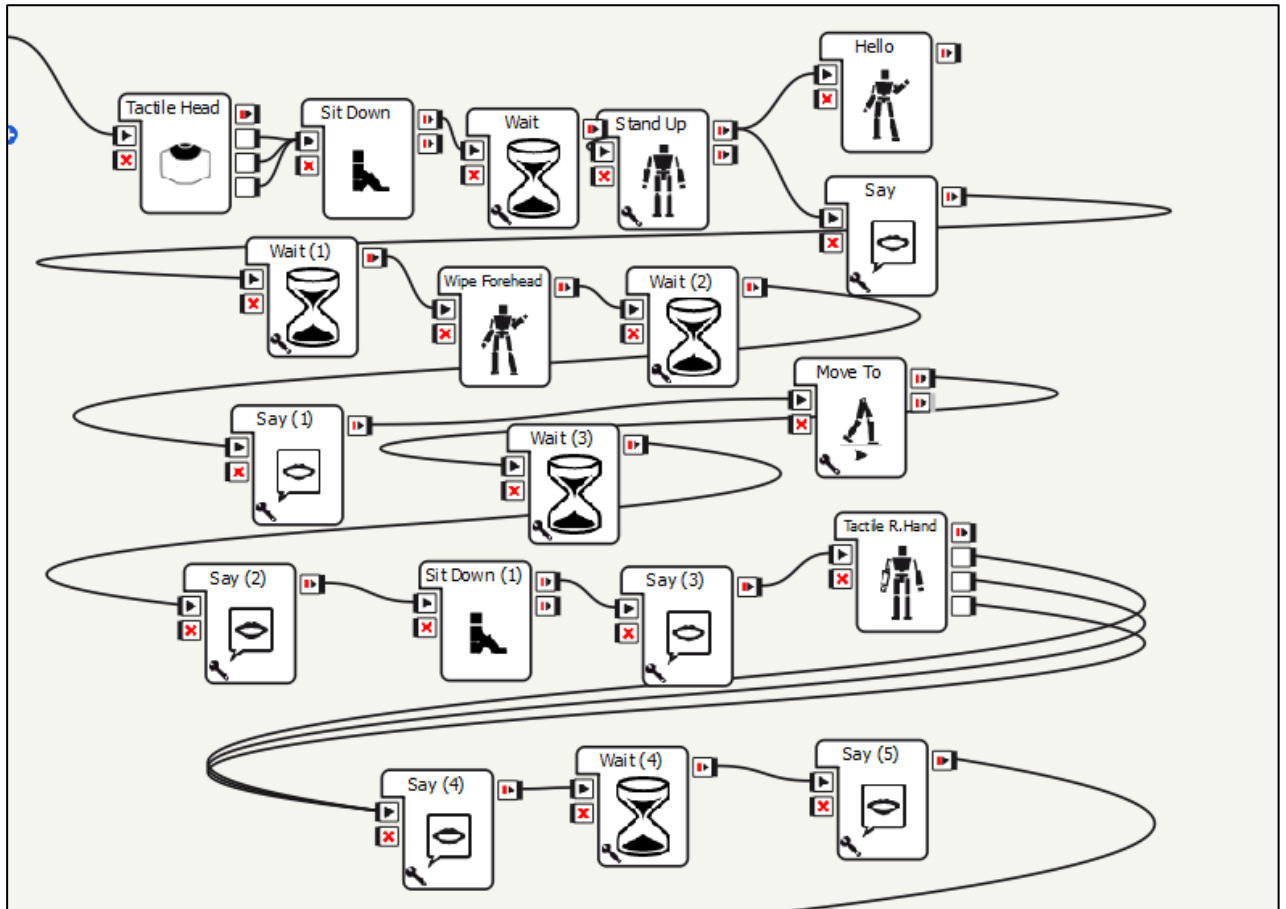 Hello
Tactile Head
Sit Down
Wait
Stand Up
Say
Wait (1)
Wipe Forehead
Wait (2)
Move To
Say (1)
Wait (3)
Tactile R.Hand
Say (2)
Sit Down (1)
Say (3)
Say (4)
Wait (4)
Say (5)